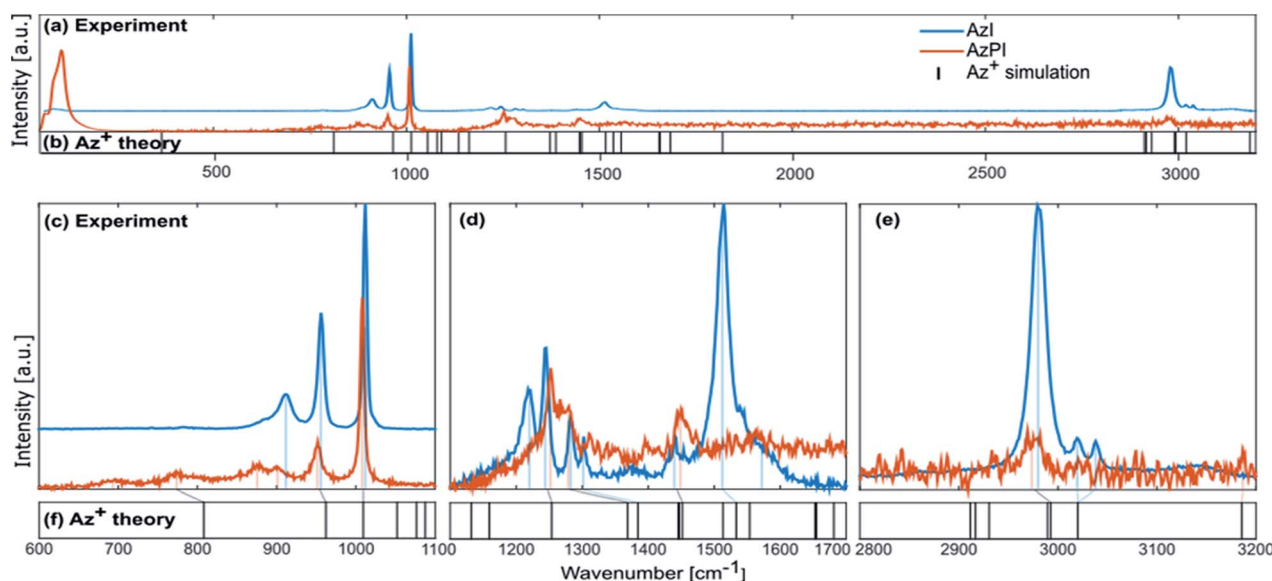 (a) Experiment
AzI
AzPI
Az+ simulation
Intensity [a.u.]
(b) Az+ theory
500 1000 1500 2000 2500 3000
(c) Experiment
(d)
(e)
Intensity [a.u.]
(f) Az+ theory
600 700 800 900 1000 1100 1200 1300 1400 1500 1600 1700 2800 2900 3000 3100 3200
Wavenumber [cm-1]